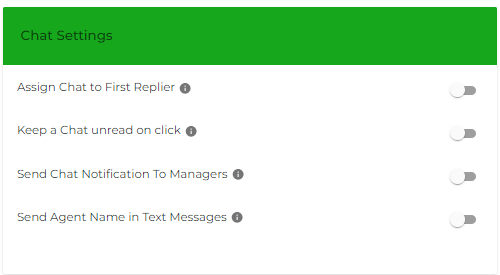 Chat Settings
Assign Chat to First Replier
Keep a Chat unread on click
Send Chat Notification To Managers
Send Agent Name in Text Messages